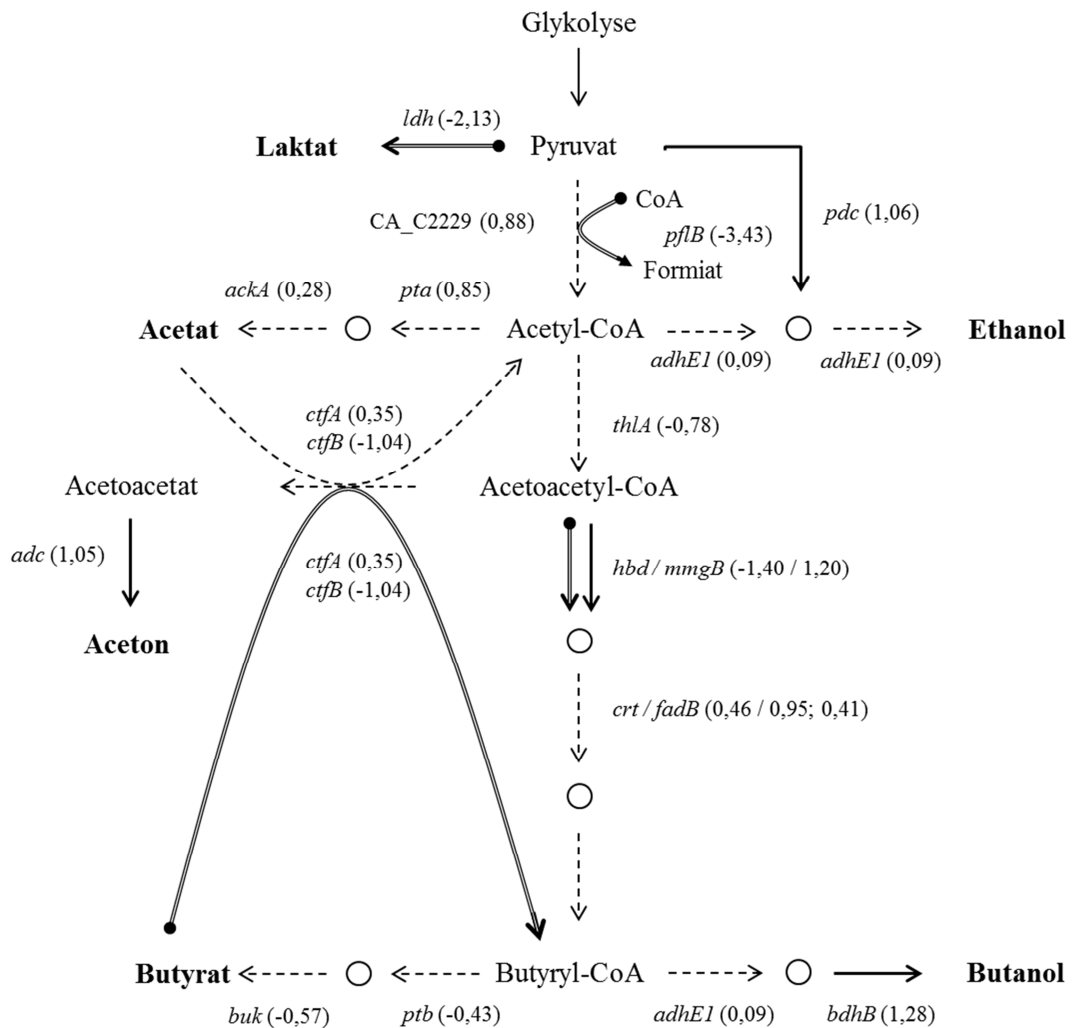 Glykolyse
ldh (-2,13)
Laktat
Pyruvat
CoA
CA_C2229 (0,88)
pflB (-3,43)
pdc (1,06)
Formiat
ackA (0,28)
pta (0,85)
Acetat
Acetyl-CoA
Ethanol
adhE1 (0,09)
adhE1 (0,09)
ctfA (0,35)
ctfB (-1,04)
thlA (-0,78)
Acetoacetat
Acetoacetyl-CoA
adc (1,05)
ctfA (0,35)
ctfB (-1,04)
hbd / mmgB (-1,40 / 1,20)
Aceton
crt / fadB (0,46 / 0,95; 0,41)
Butyrat
Butyryl-CoA
Butanol
buk (-0,57)
ptb (-0,43)
adhE1 (0,09)
bdhB (1,28)